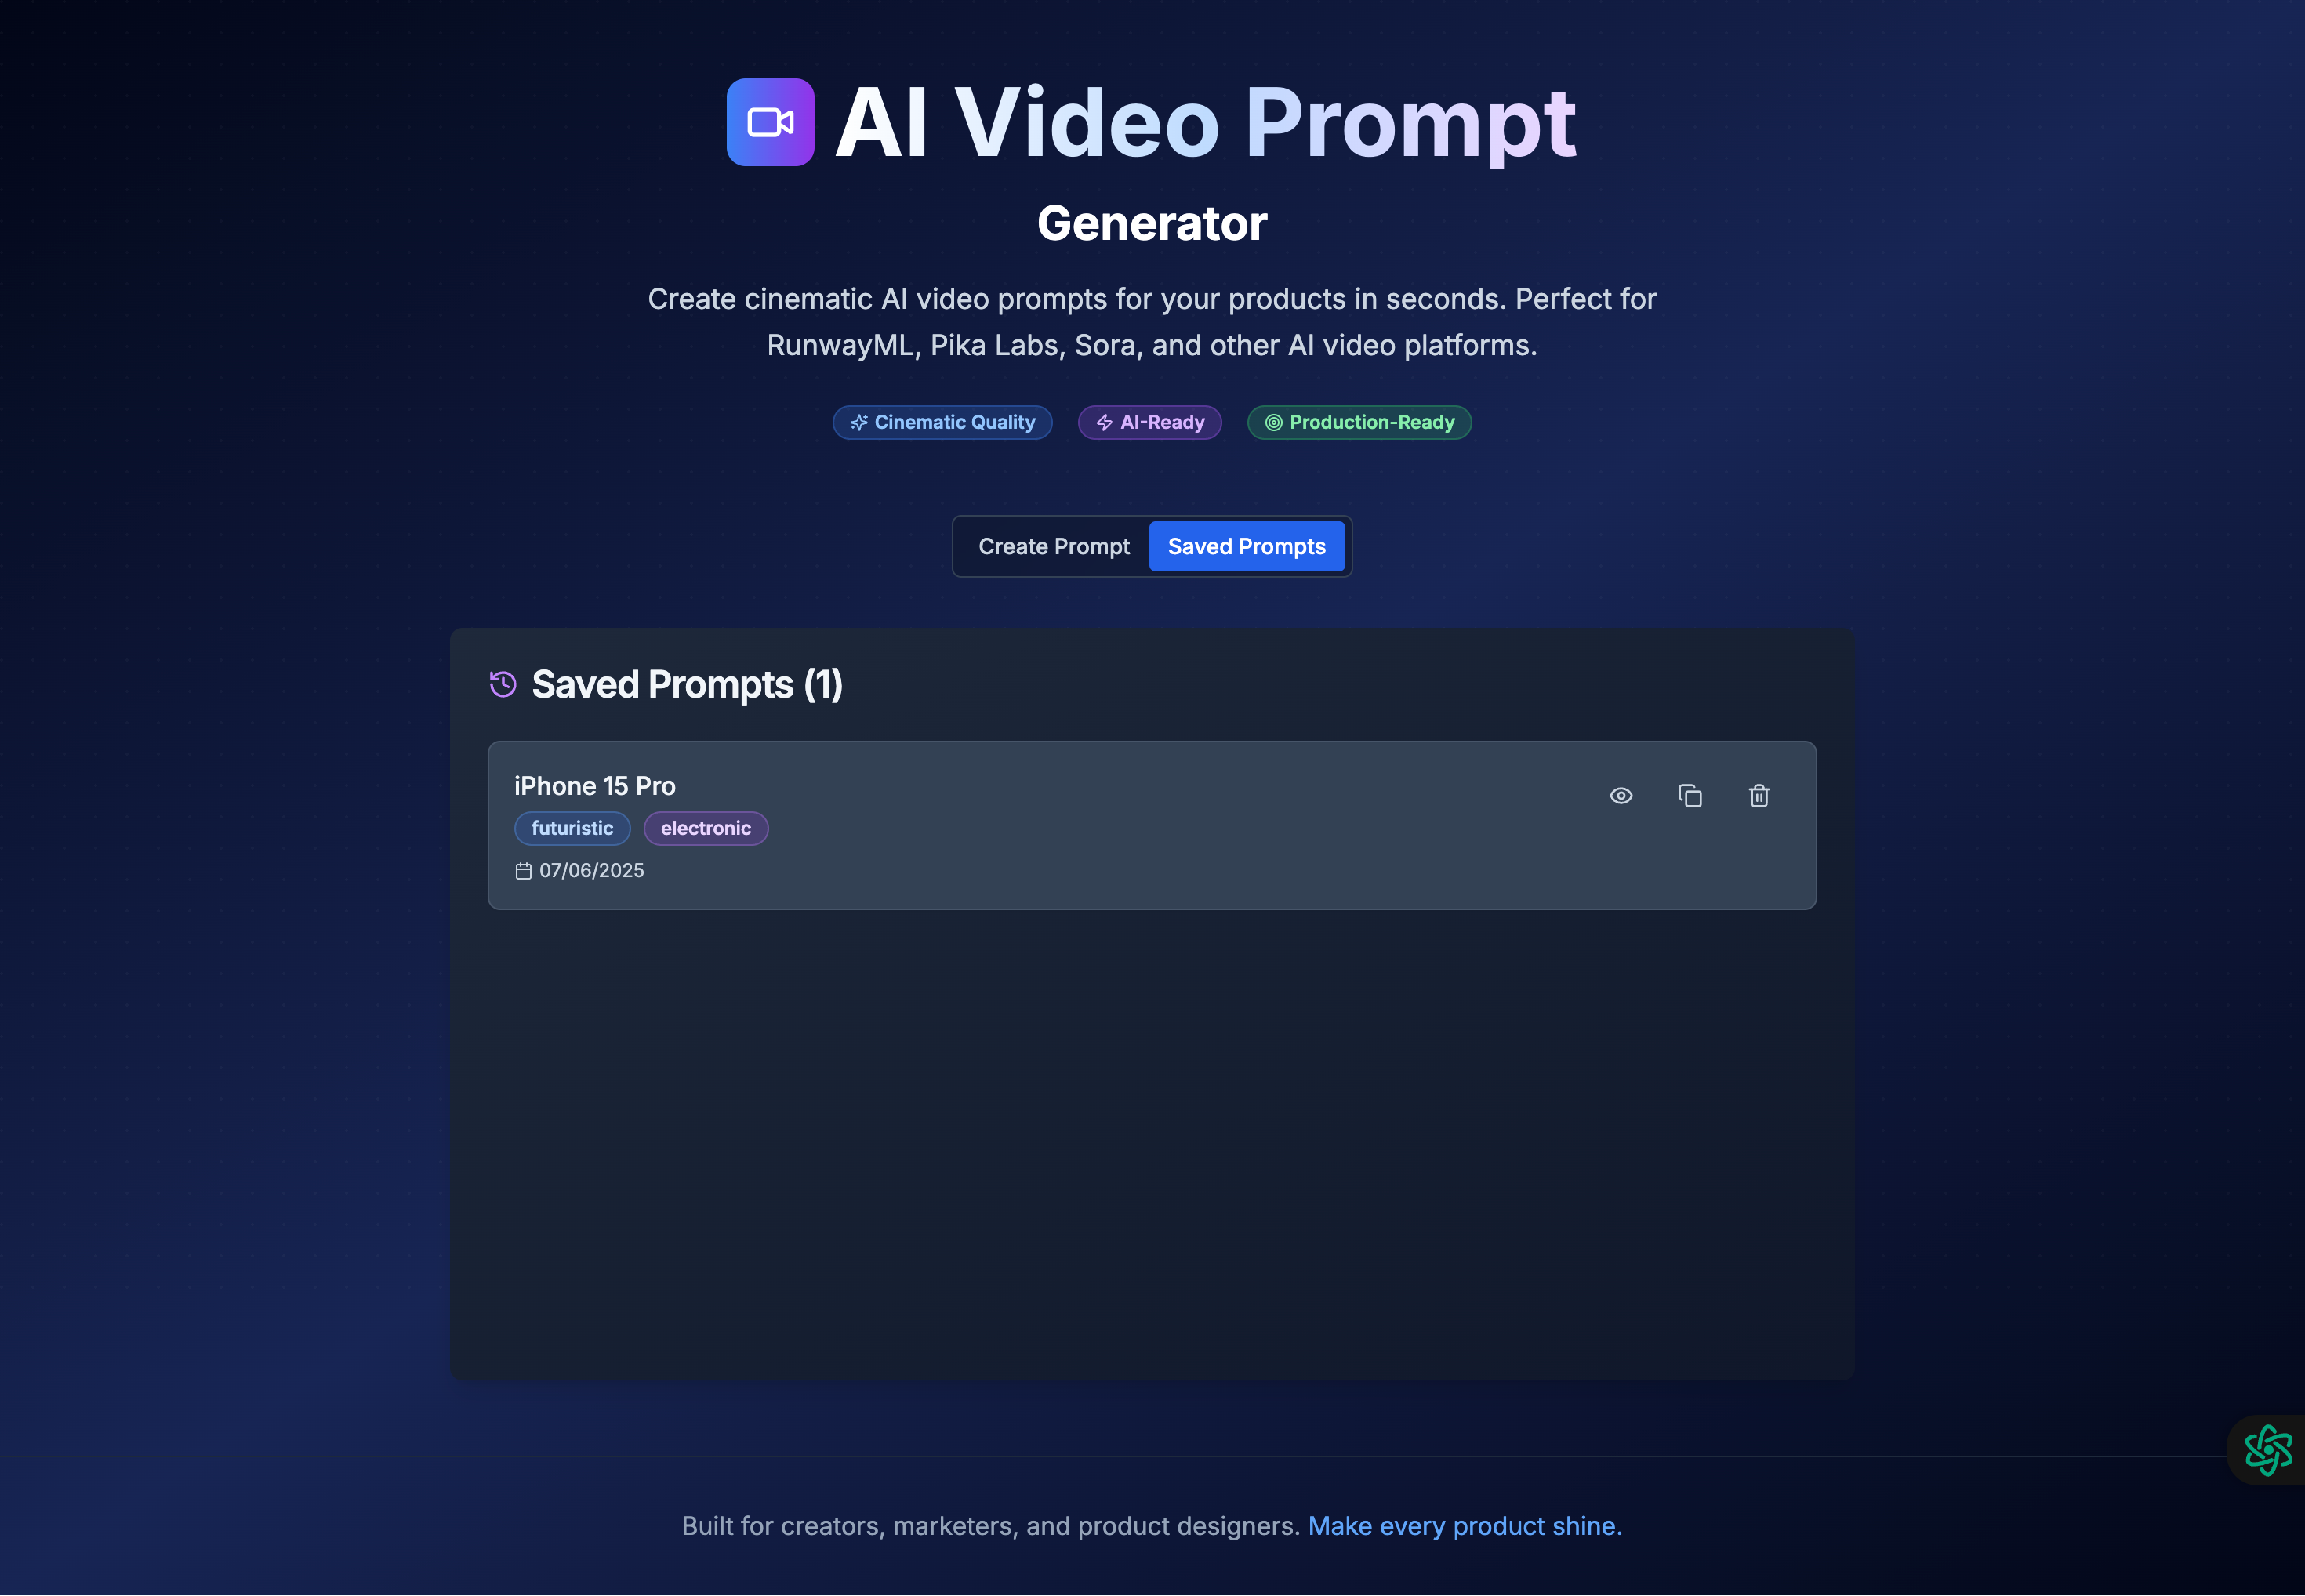 AI Video Prompt
Generator
Create cinematic AI video prompts for your products in seconds. Perfect for
RunwayML, Pika Labs, Sora, and other AI video platforms.
Cinematic Quality
AI-Ready
Production-Ready
Create Prompt
Saved Prompts
Saved Prompts (1)
iPhone 15 Pro
futuristic
electronic
07/06/2025
Built for creators, marketers, and product designers. Make every product shine.